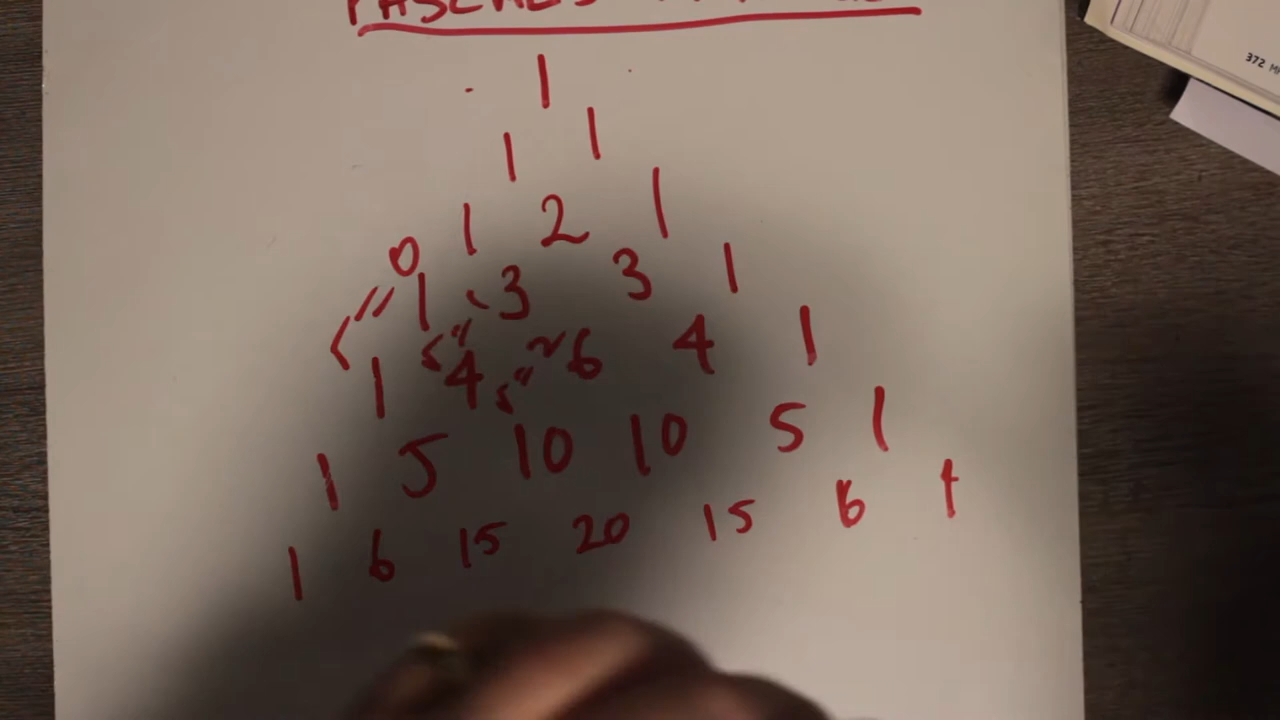 1
1 1
1 2 1
0
1 3 3 1
1 4 6 4 1
1 5 10 10 5 1
1 6 15 20 15 6 1
372